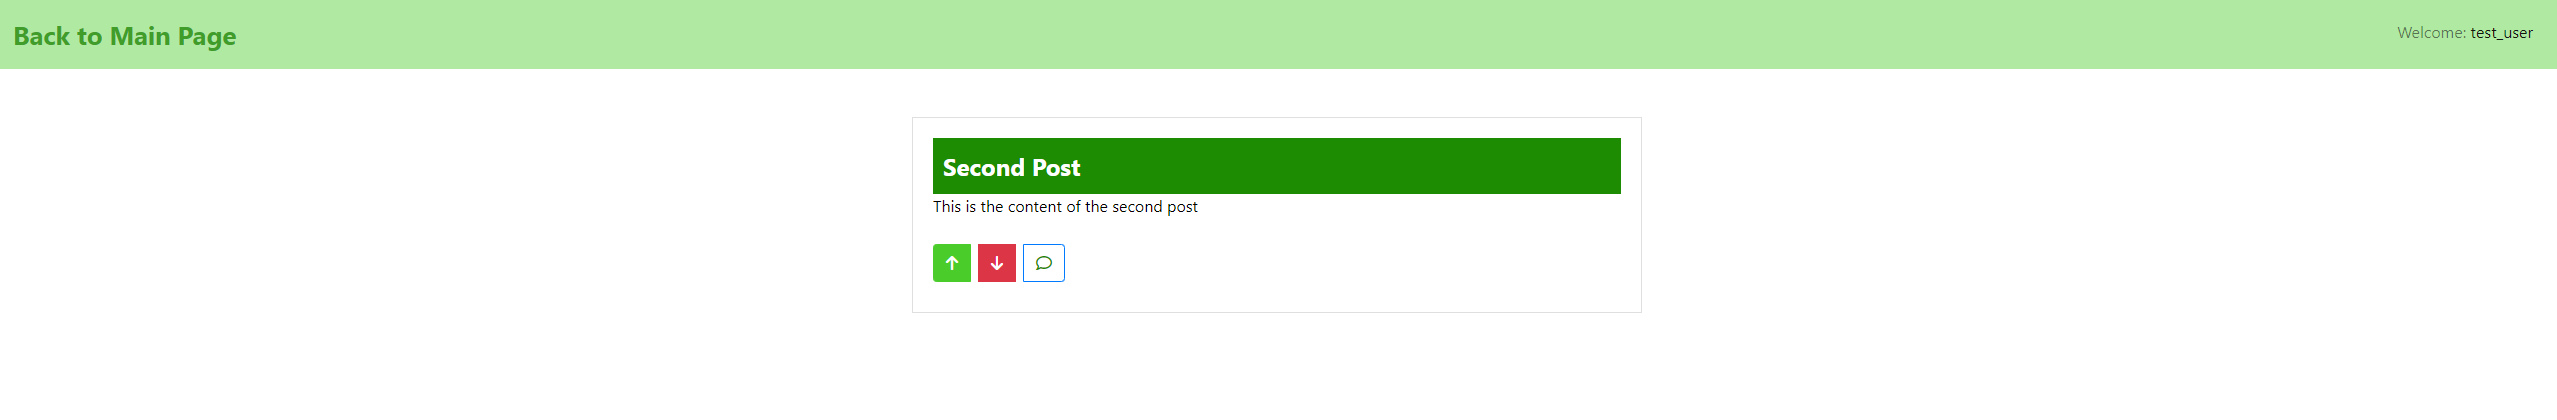 Back to Main Page
Welcome: test_user
Second Post
This is the content of the second post